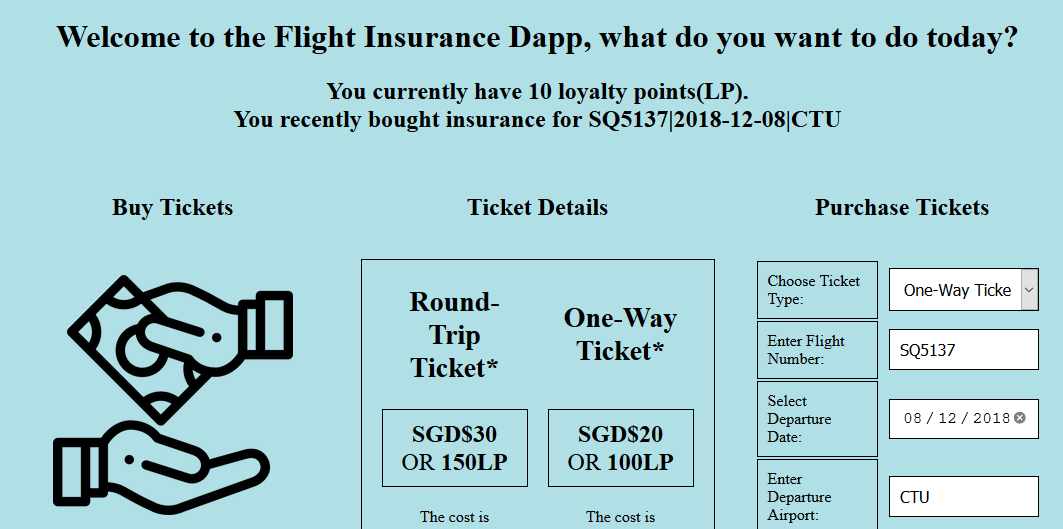 Welcome to the Flight Insurance Dapp, what do you want to do today?
You currently have 10 loyalty points(LP).
You recently bought insurance for SQ5137|2018-12-08|CTU
Buy Tickets
Ticket Details
Round-
Trip
Ticket*
SGD$30
OR 150LP
The cost is
One-Way
Ticket*
SGD$20
OR 100LP
The cost is
Purchase Tickets
Choose Ticket
Type:
One-Way Ticke
Enter Flight
Number:
SQ5137
Select
Departure
Date:
08 / 12 / 2018
Enter
Departure
Airport:
CTU